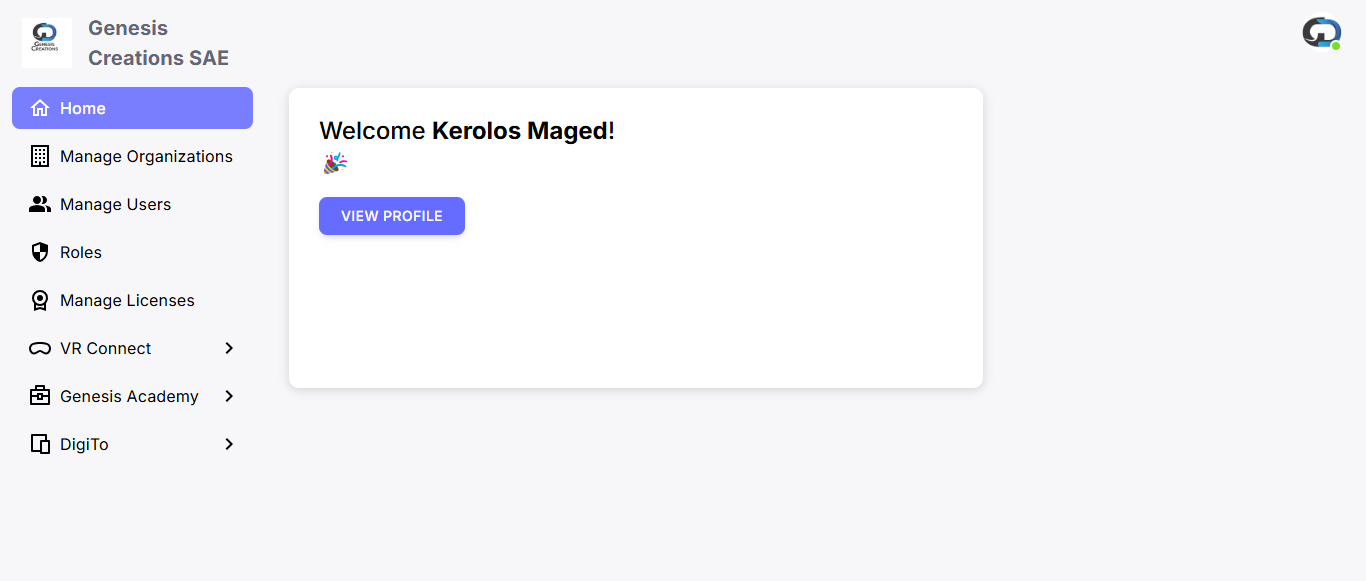 GENESIS
CREATIONS
Genesis
Creations SAE
Home
Manage Organizations
Manage Users
Roles
Manage Licenses
VR Connect
Genesis Academy
DigiTo
Welcome Kerolos Maged!
VIEW PROFILE